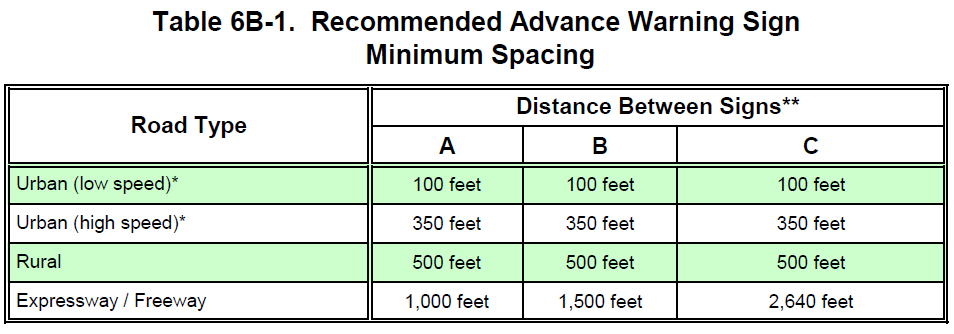 Table 6B-1. Recommended Advance Warning Sign
Minimum Spacing
Road Type
Distance Between Signs**
A B C
Urban (low speed)* 100 feet 100 feet 100 feet
Urban (high speed)* 350 feet 350 feet 350 feet
Rural 500 feet 500 feet 500 feet
Expressway / Freeway 1,000 feet 1,500 feet 2,640 feet